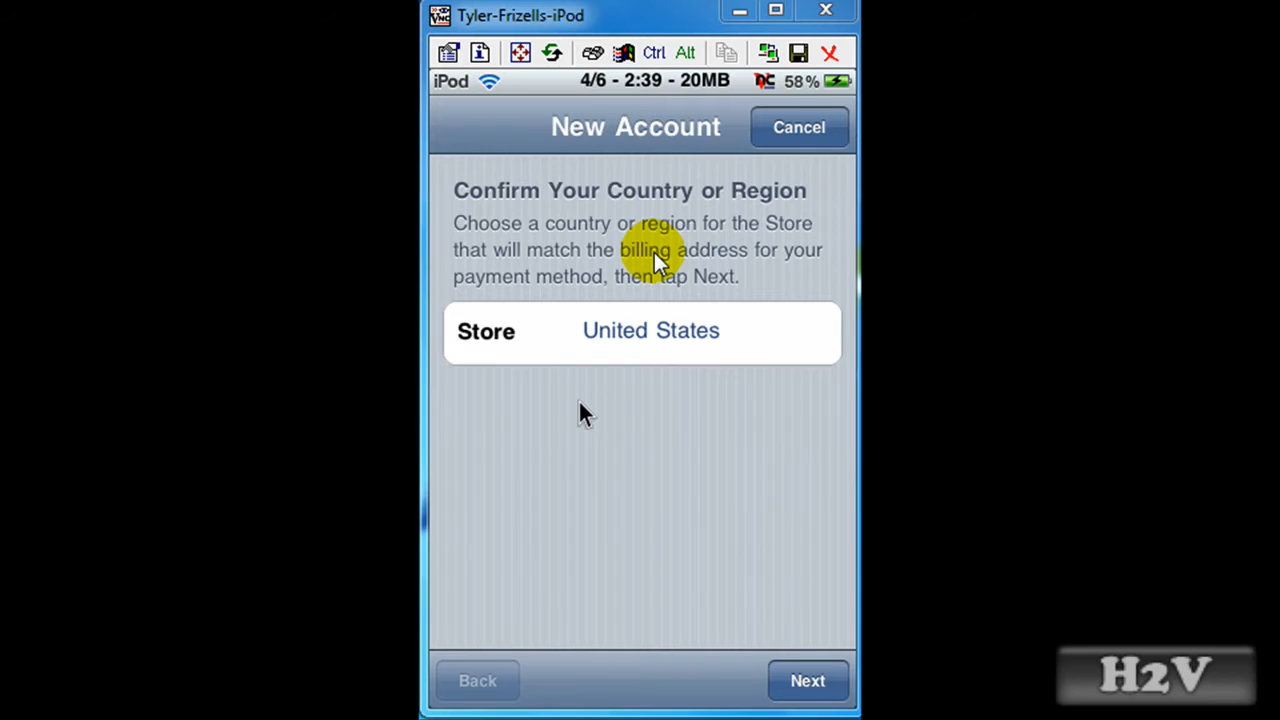 Tyler-Frizells-iPod
Ctrl Alt
iPod 4/6 - 2:39 - 20MB 58%
New Account
Cancel
Confirm Your Country or Region
Choose a country or region for the Store
that will match the billing address for your
payment method, then tap Next.
Store United States
Back
Next
H2V